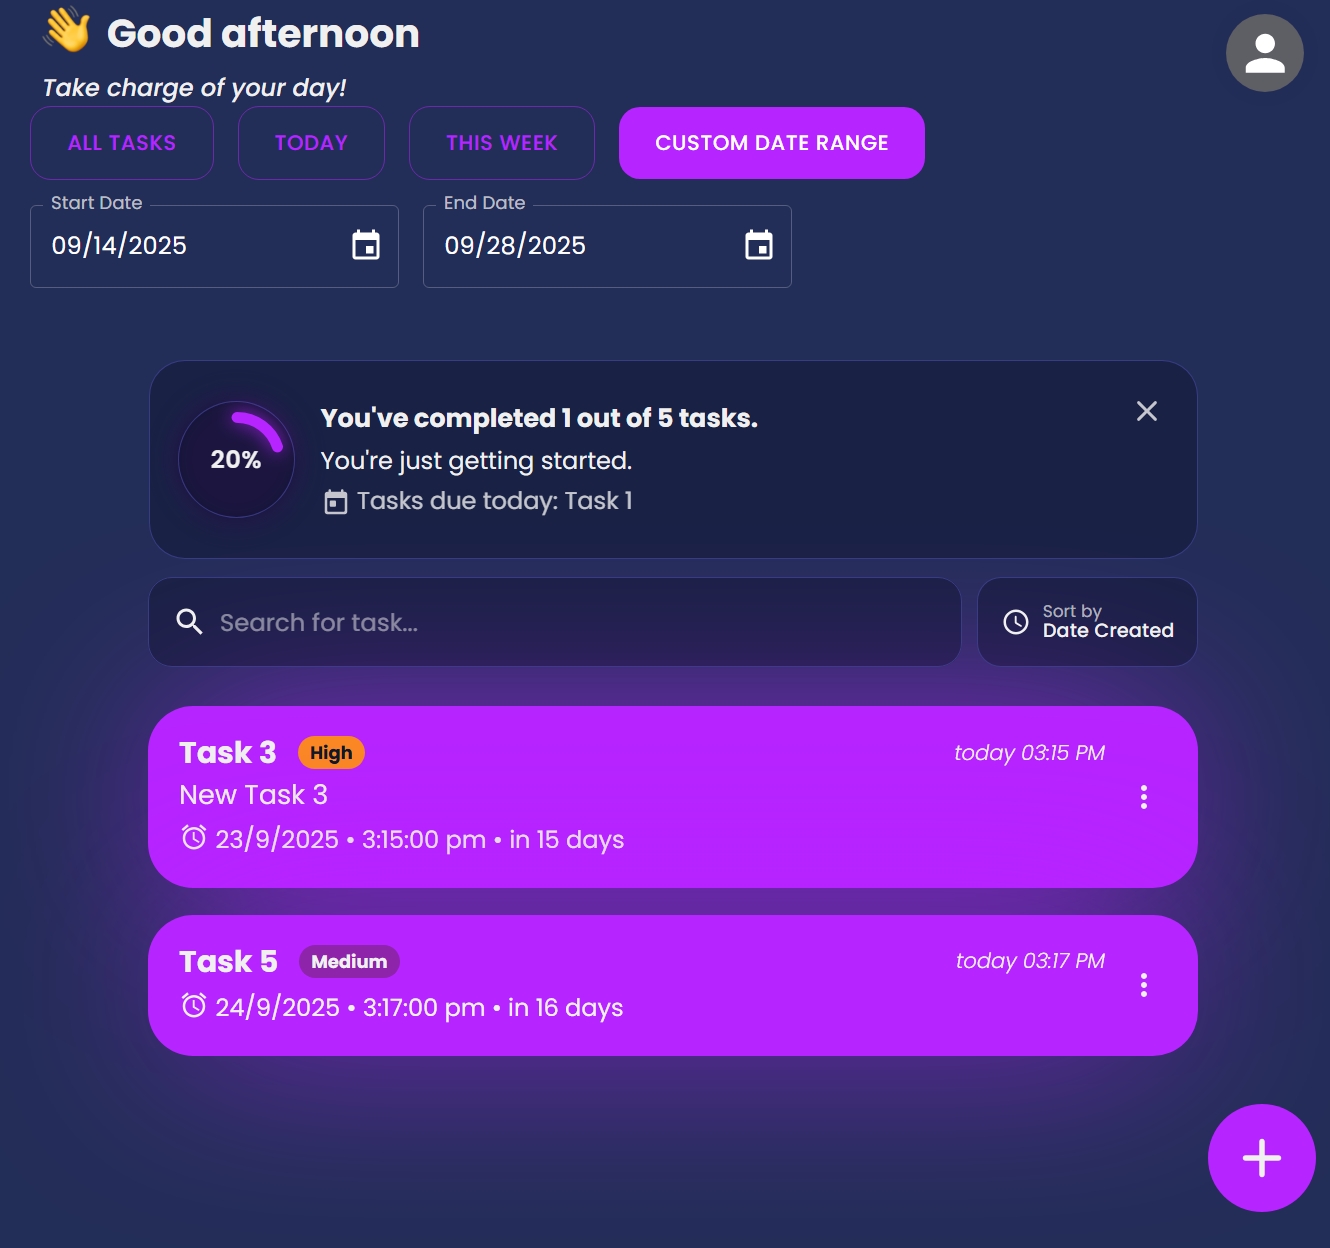 Good afternoon
Take charge of your day!
ALL TASKS
TODAY
THIS WEEK
CUSTOM DATE RANGE
Start Date
09/14/2025
End Date
09/28/2025
20%
You've completed 1 out of 5 tasks.
You're just getting started.
Tasks due today: Task 1
Search for task...
Sort by
Date Created
Task 3
High
today 03:15 PM
New Task 3
23/9/2025 • 3:15:00 pm • in 15 days
Task 5
Medium
today 03:17 PM
24/9/2025 • 3:17:00 pm • in 16 days